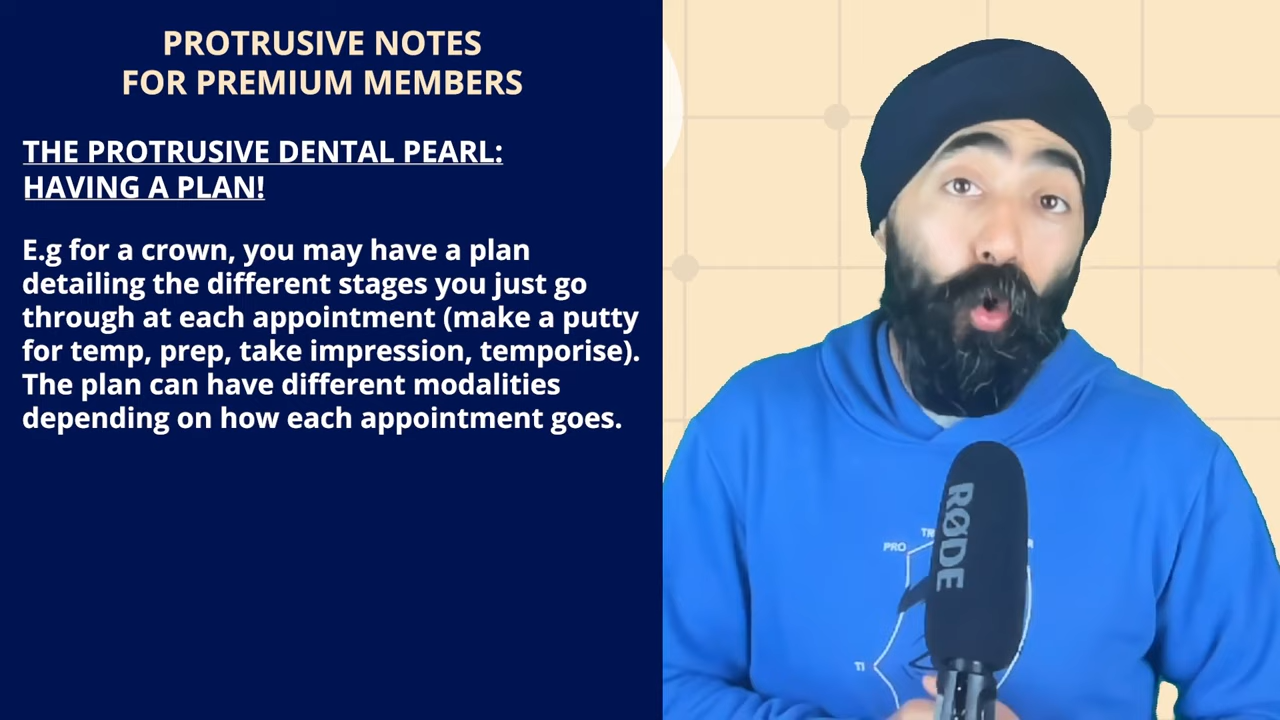 PROTRUSIVE NOTES
FOR PREMIUM MEMBERS
THE PROTRUSIVE DENTAL PEARL:
HAVING A PLAN!
E.g for a crown, you may have a plan
detailing the different stages you just go
through at each appointment (make a putty
for temp, prep, take impression, temporise).
The plan can have different modalities
depending on how each appointment goes.
RØDE
PRO